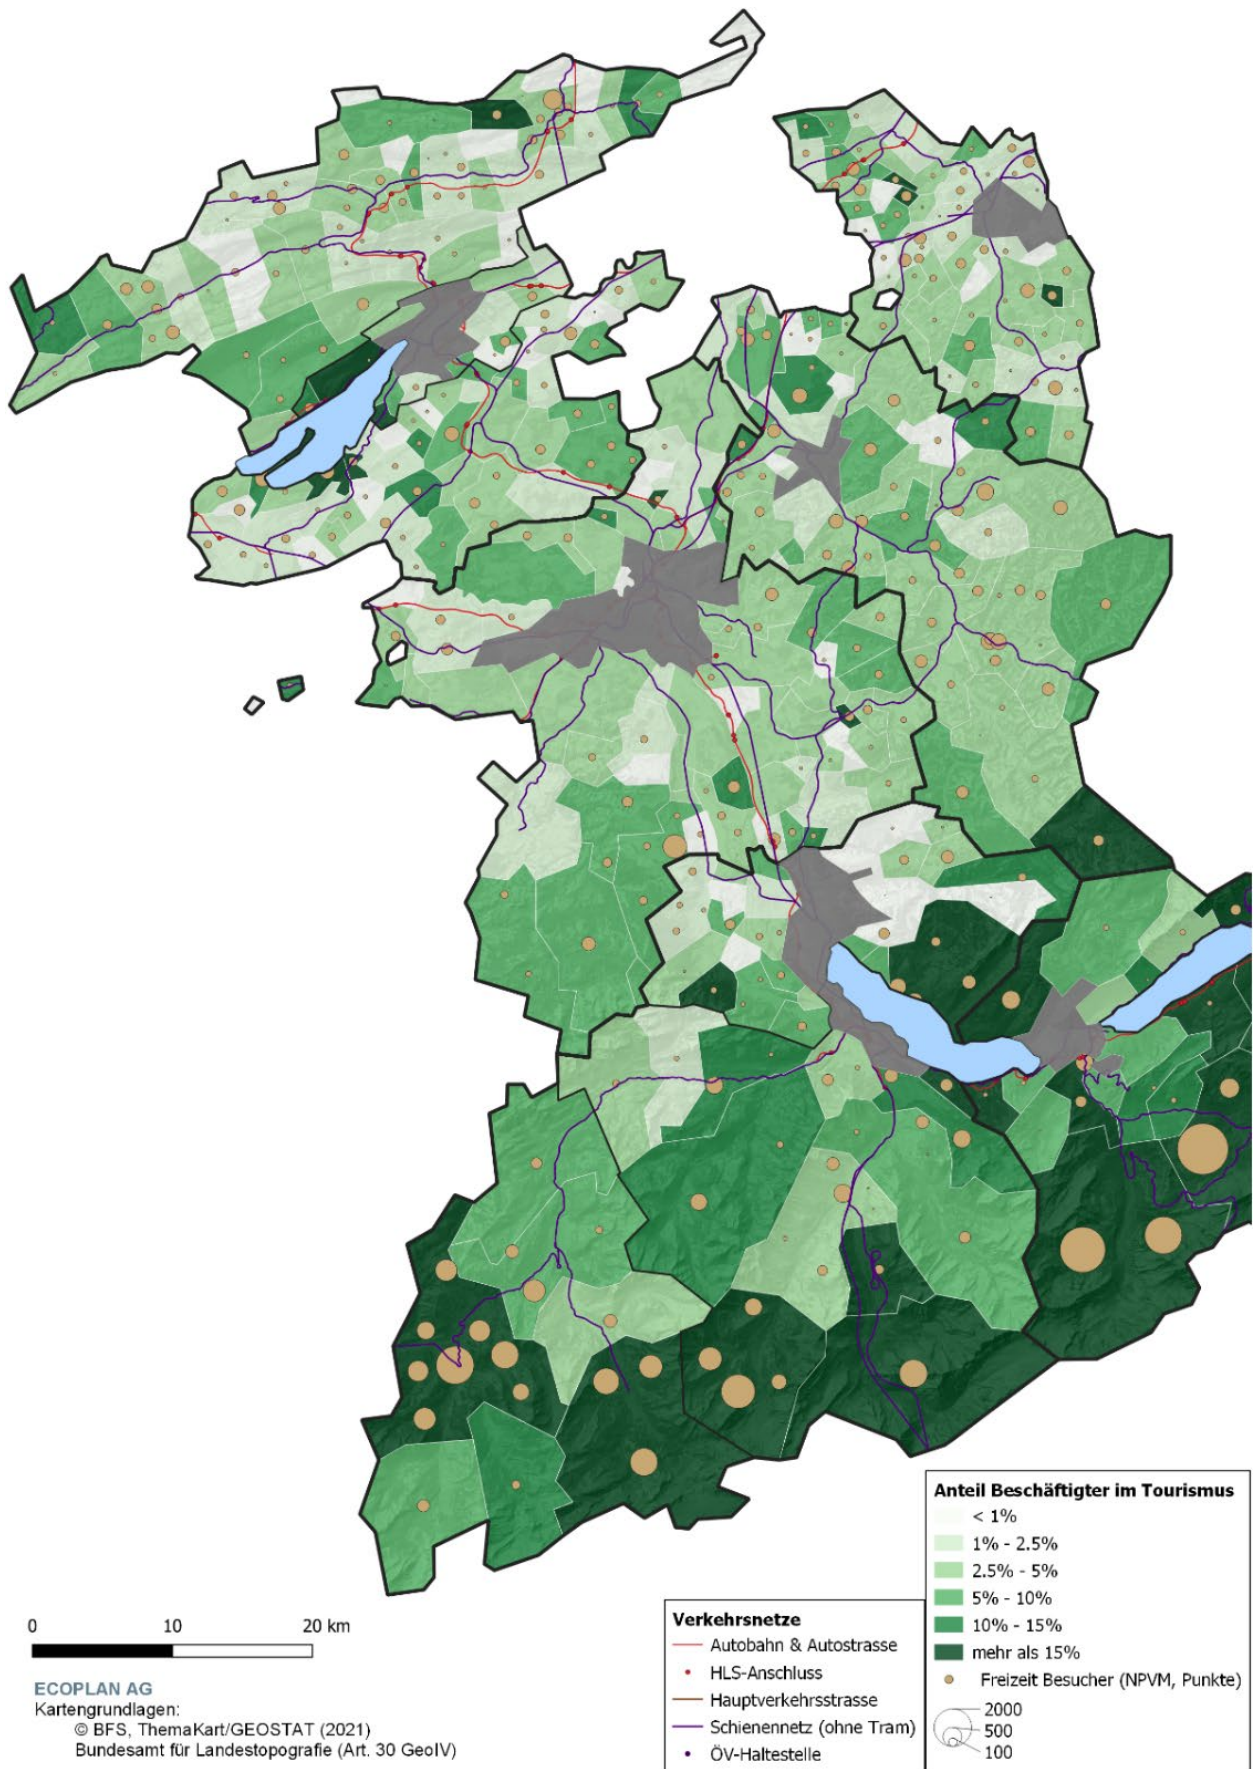 0 10 20 km
ECOPLAN AG
Kartengrundlagen:
© BFS, ThemaKart/GEOSTAT (2021)
Bundesamt für Landestopografie (Art. 30 GeoIV)
Verkehrsnetze
Autobahn & Autostrasse
HLS-Anschluss
Hauptverkehrsstrasse
Schienennetz (ohne Tram)
ÖV-Haltestelle
Anteil Beschäftigter im Tourismus
< 1%
1% - 2.5%
2.5% - 5%
5% - 10%
10% - 15%
mehr als 15%
Freizeit Besucher (NPVM, Punkte)
2000
500
100